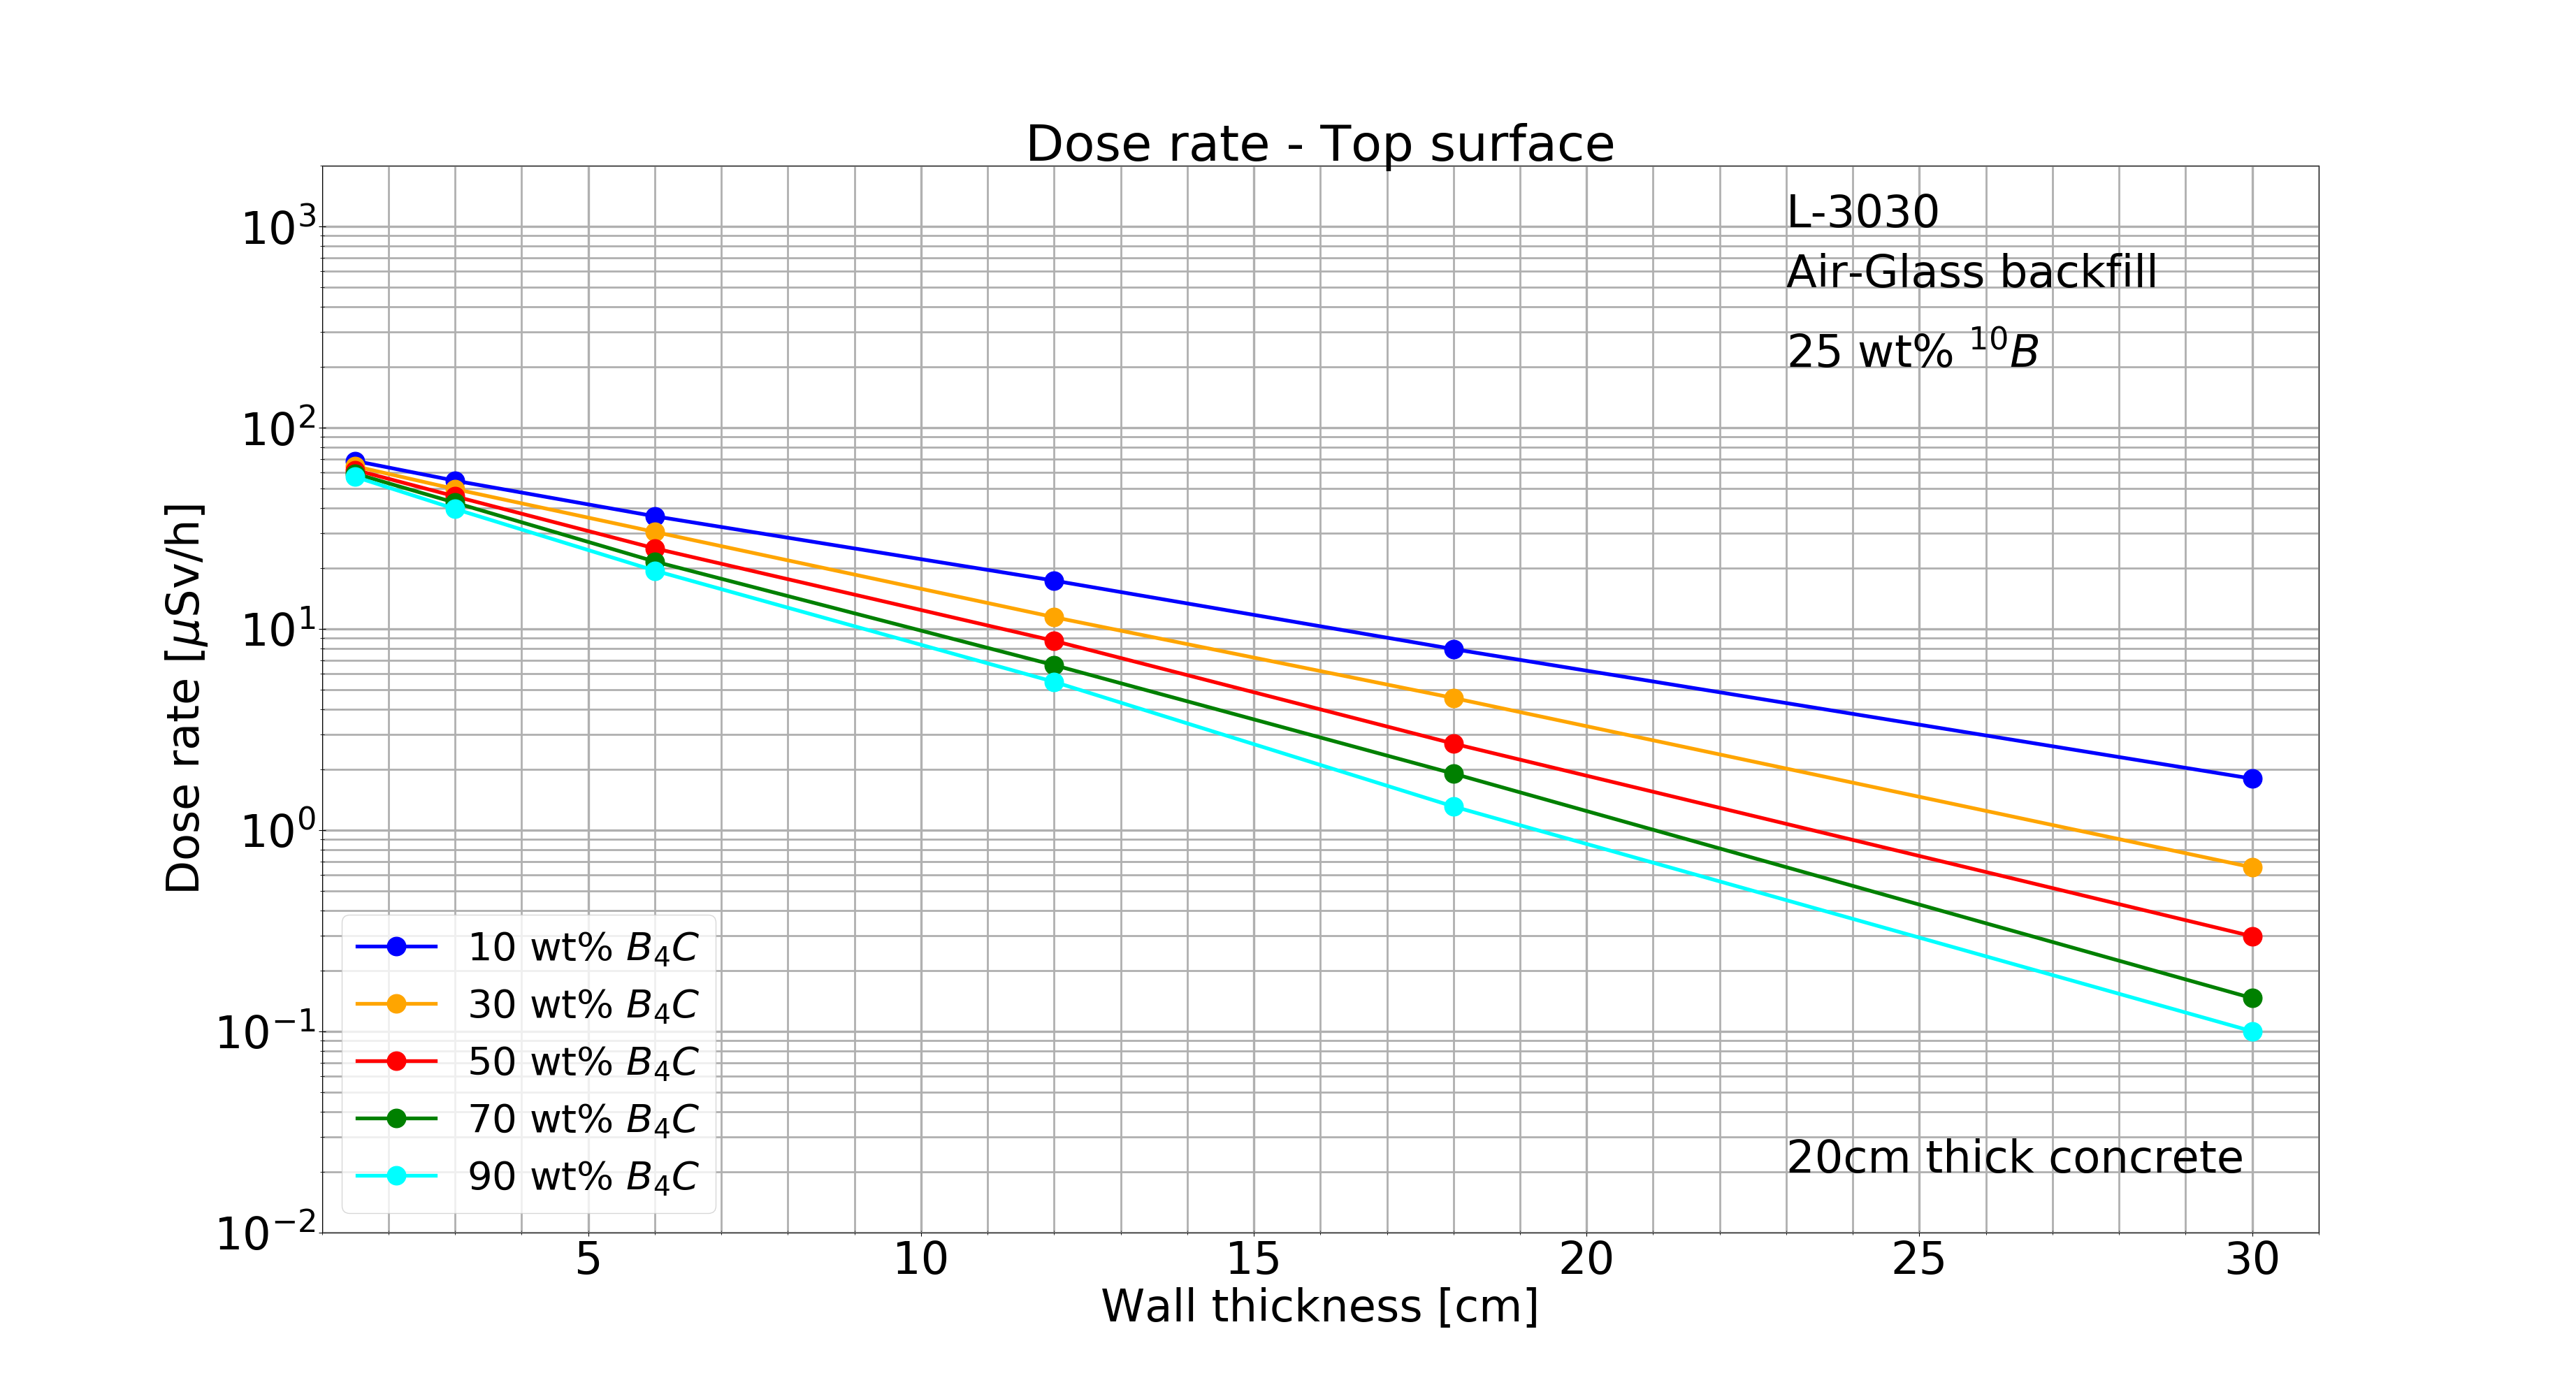 Dose rate - Top surface
L-3030
Air-Glass backfill
25 wt% ¹⁰B
10³
10²
10¹
10⁰
10⁻¹
10⁻²
Dose rate [μSv/h]
10 wt% B₄C
30 wt% B₄C
50 wt% B₄C
70 wt% B₄C
90 wt% B₄C
20cm thick concrete
5 10 15 20 25 30
Wall thickness [cm]